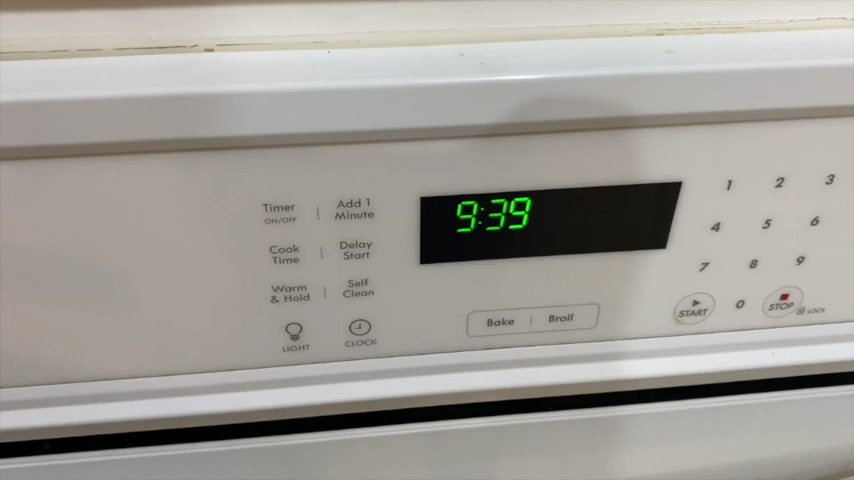 Timer
ON/OFF
Add 1
Minute
Cook
Time
Delay
Start
Warm
& Hold
Self
Clean
LIGHT
CLOCK
9:39
Bake
Broil
1 2 3
4 5 6
7 8 9
START
0
STOP
LOCK